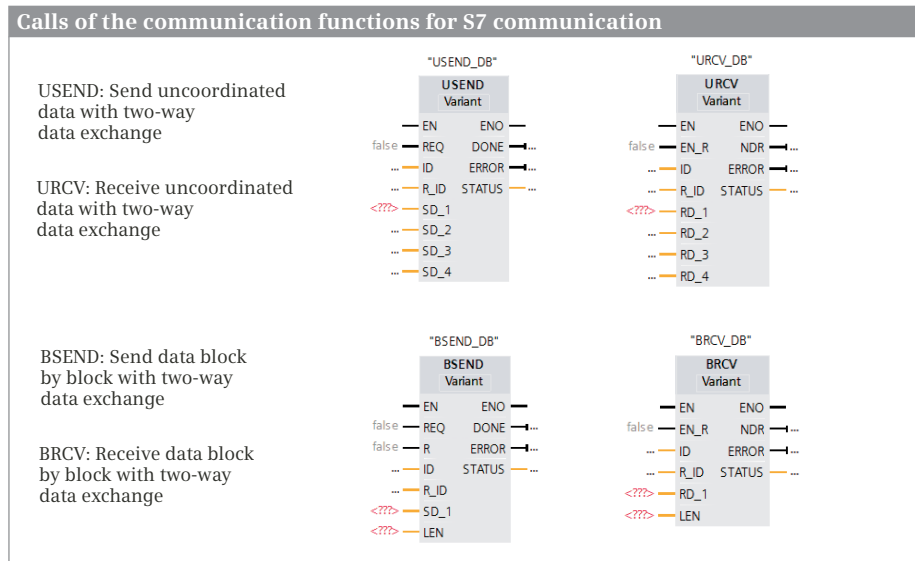 Calls of the communication functions for S7 communication
USEND: Send uncoordinated
data with two-way
data exchange
URCV: Receive uncoordinated
data with two-way
data exchange
"USEND_DB"
USEND
Variant
EN ENO
false REQ DONE ...
... ID ERROR ...
... R_ID STATUS ...
<???> SD_1
... SD_2
... SD_3
... SD_4
"URCV_DB"
URCV
Variant
EN ENO
false EN_R NDR ...
... ID ERROR ...
... R_ID STATUS ...
<???> RD_1
... RD_2
... RD_3
... RD_4
BSEND: Send data block
by block with two-way
data exchange
BRCV: Receive data block
by block with two-way
data exchange
"BSEND_DB"
BSEND
Variant
EN ENO
false REQ DONE ...
false R ERROR ...
... ID STATUS ...
... R_ID
<???> SD_1
<???> LEN
"BRCV_DB"
BRCV
Variant
EN ENO
false EN_R NDR ...
... ID ERROR ...
... R_ID STATUS ...
<???> RD_1
<???> LEN